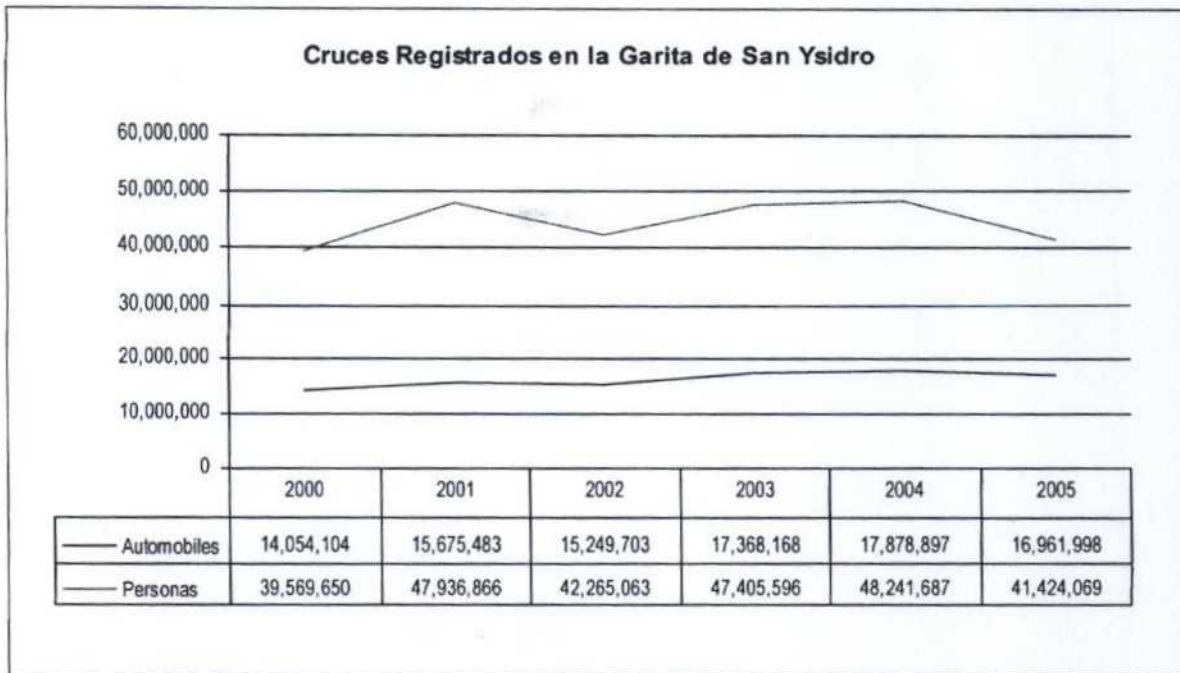 Cruces Registrados en la Garita de San Ysidro
60,000,000
50,000,000
40,000,000
30,000,000
20,000,000
10,000,000
0
2000 2001 2002 2003 2004 2005
Automobiles 14,054,104 15,675,483 15,249,703 17,368,168 17,878,897 16,961,998
Personas 39,569,650 47,936,866 42,265,063 47,405,596 48,241,687 41,424,069